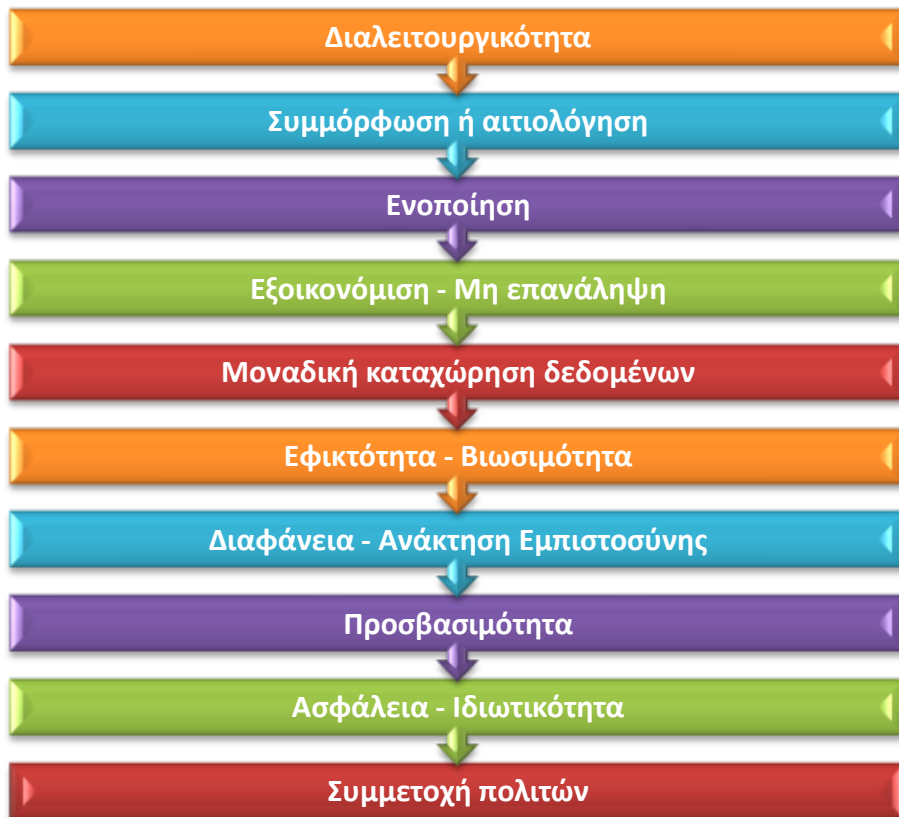 Διαλειτουργικότητα
Συμμόρφωση ή αιτιολόγηση
Ενοποίηση
Εξοικονόμιση - Μη επανάληψη
Μοναδική καταχώρηση δεδομένων
Εφικτότητα - Βιωσιμότητα
Διαφάνεια - Ανάκτηση Εμπιστοσύνης
Προσβασιμότητα
Ασφάλεια - Ιδιωτικότητα
Συμμετοχή πολιτών